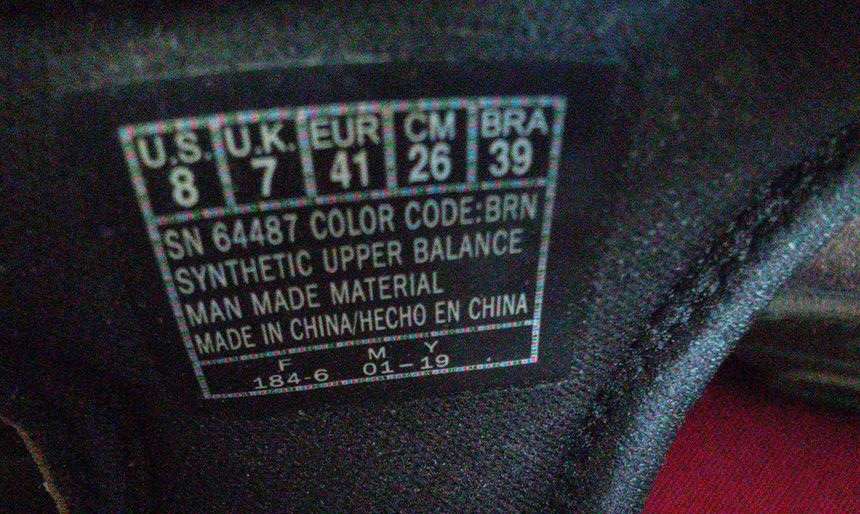 U.S. U.K. EUR CM BRA
8 7 41 26 39
SN 64487 COLOR CODE:BRN
SYNTHETIC UPPER BALANCE
MAN MADE MATERIAL
MADE IN CHINA/HECHO EN CHINA
F M Y
184-6 01-19